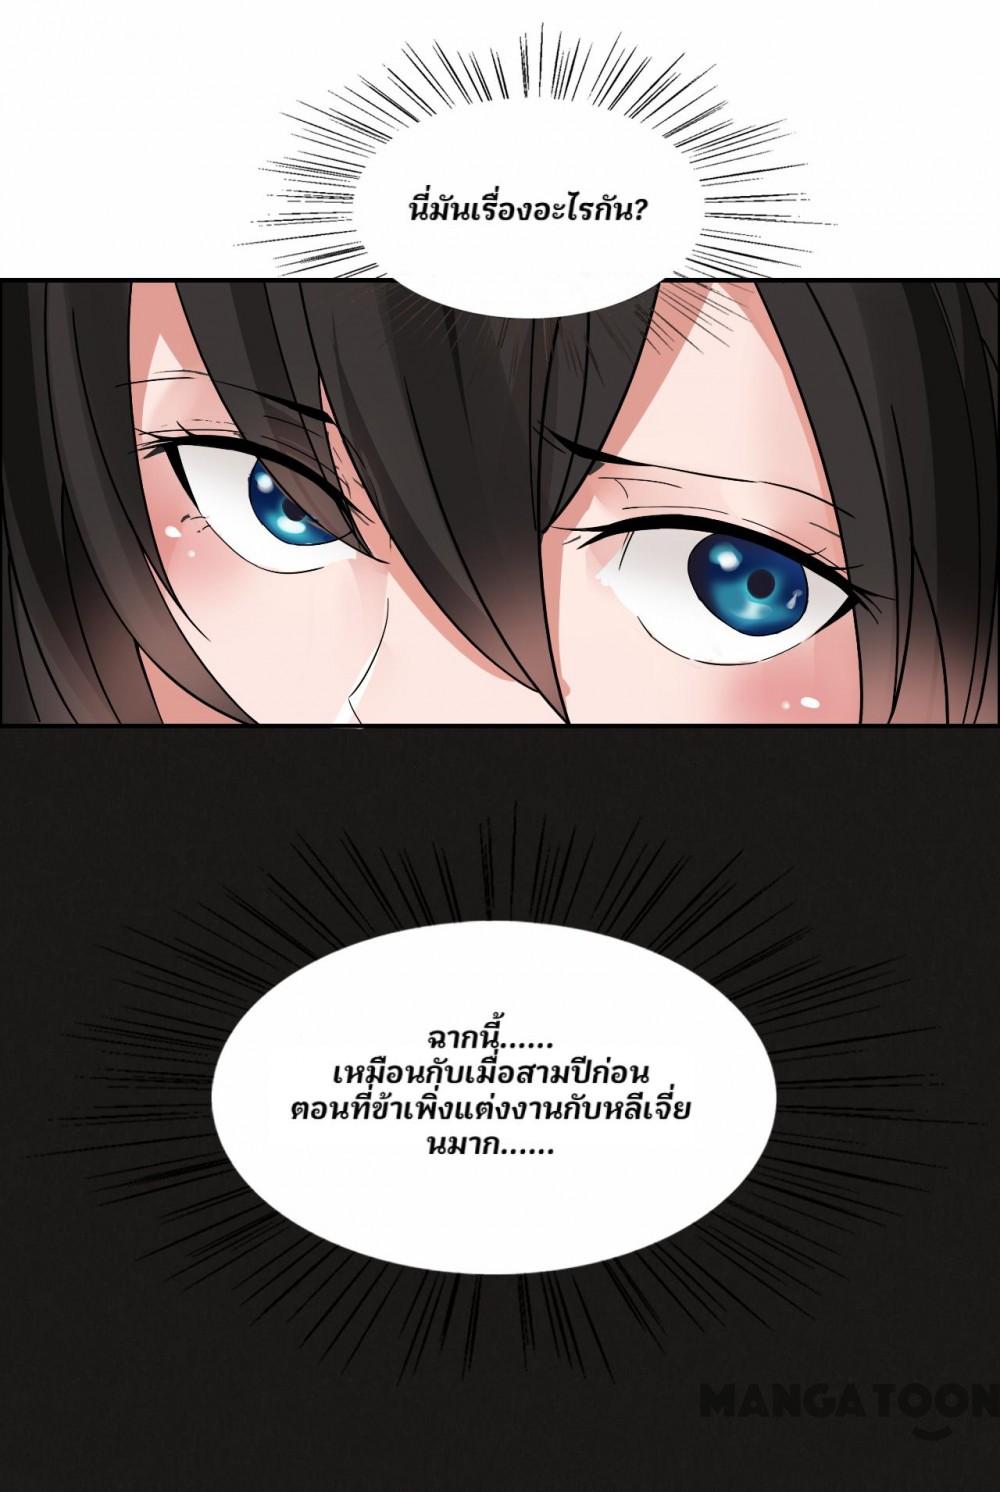 นี่มันเรื่องอะไรกัน?
ฉากนี้......
เหมือนกับเมื่อสามปีก่อน
ตอนที่ข้าเพิ่งแต่งงานกับหลีเจี่ย
นมาก......
MANGATOON